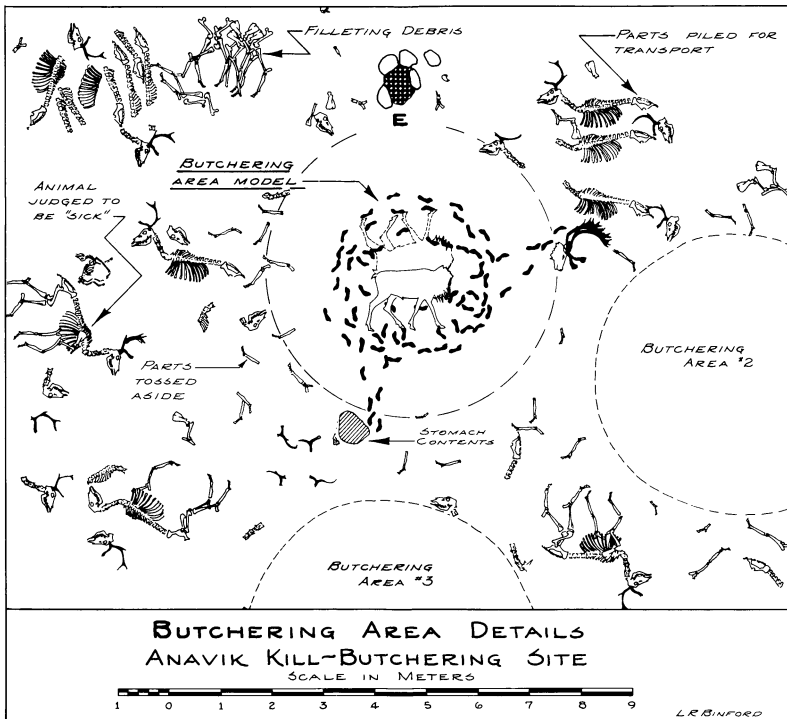 FILLETING DEBRIS
PARTS PILED FOR
TRANSPORT
E
BUTCHERING
AREA MODEL
ANIMAL
JUDGED TO
BE "SICK"
BUTCHERING
AREA #2
PARTS
TOSSED
ASIDE
STOMACH
CONTENTS
BUTCHERING
AREA #3
BUTCHERING AREA DETAILS
ANAVIK KILL-BUTCHERING SITE
SCALE IN METERS
1 0 1 2 3 4 5 6 7 8 9
LR BINFORD